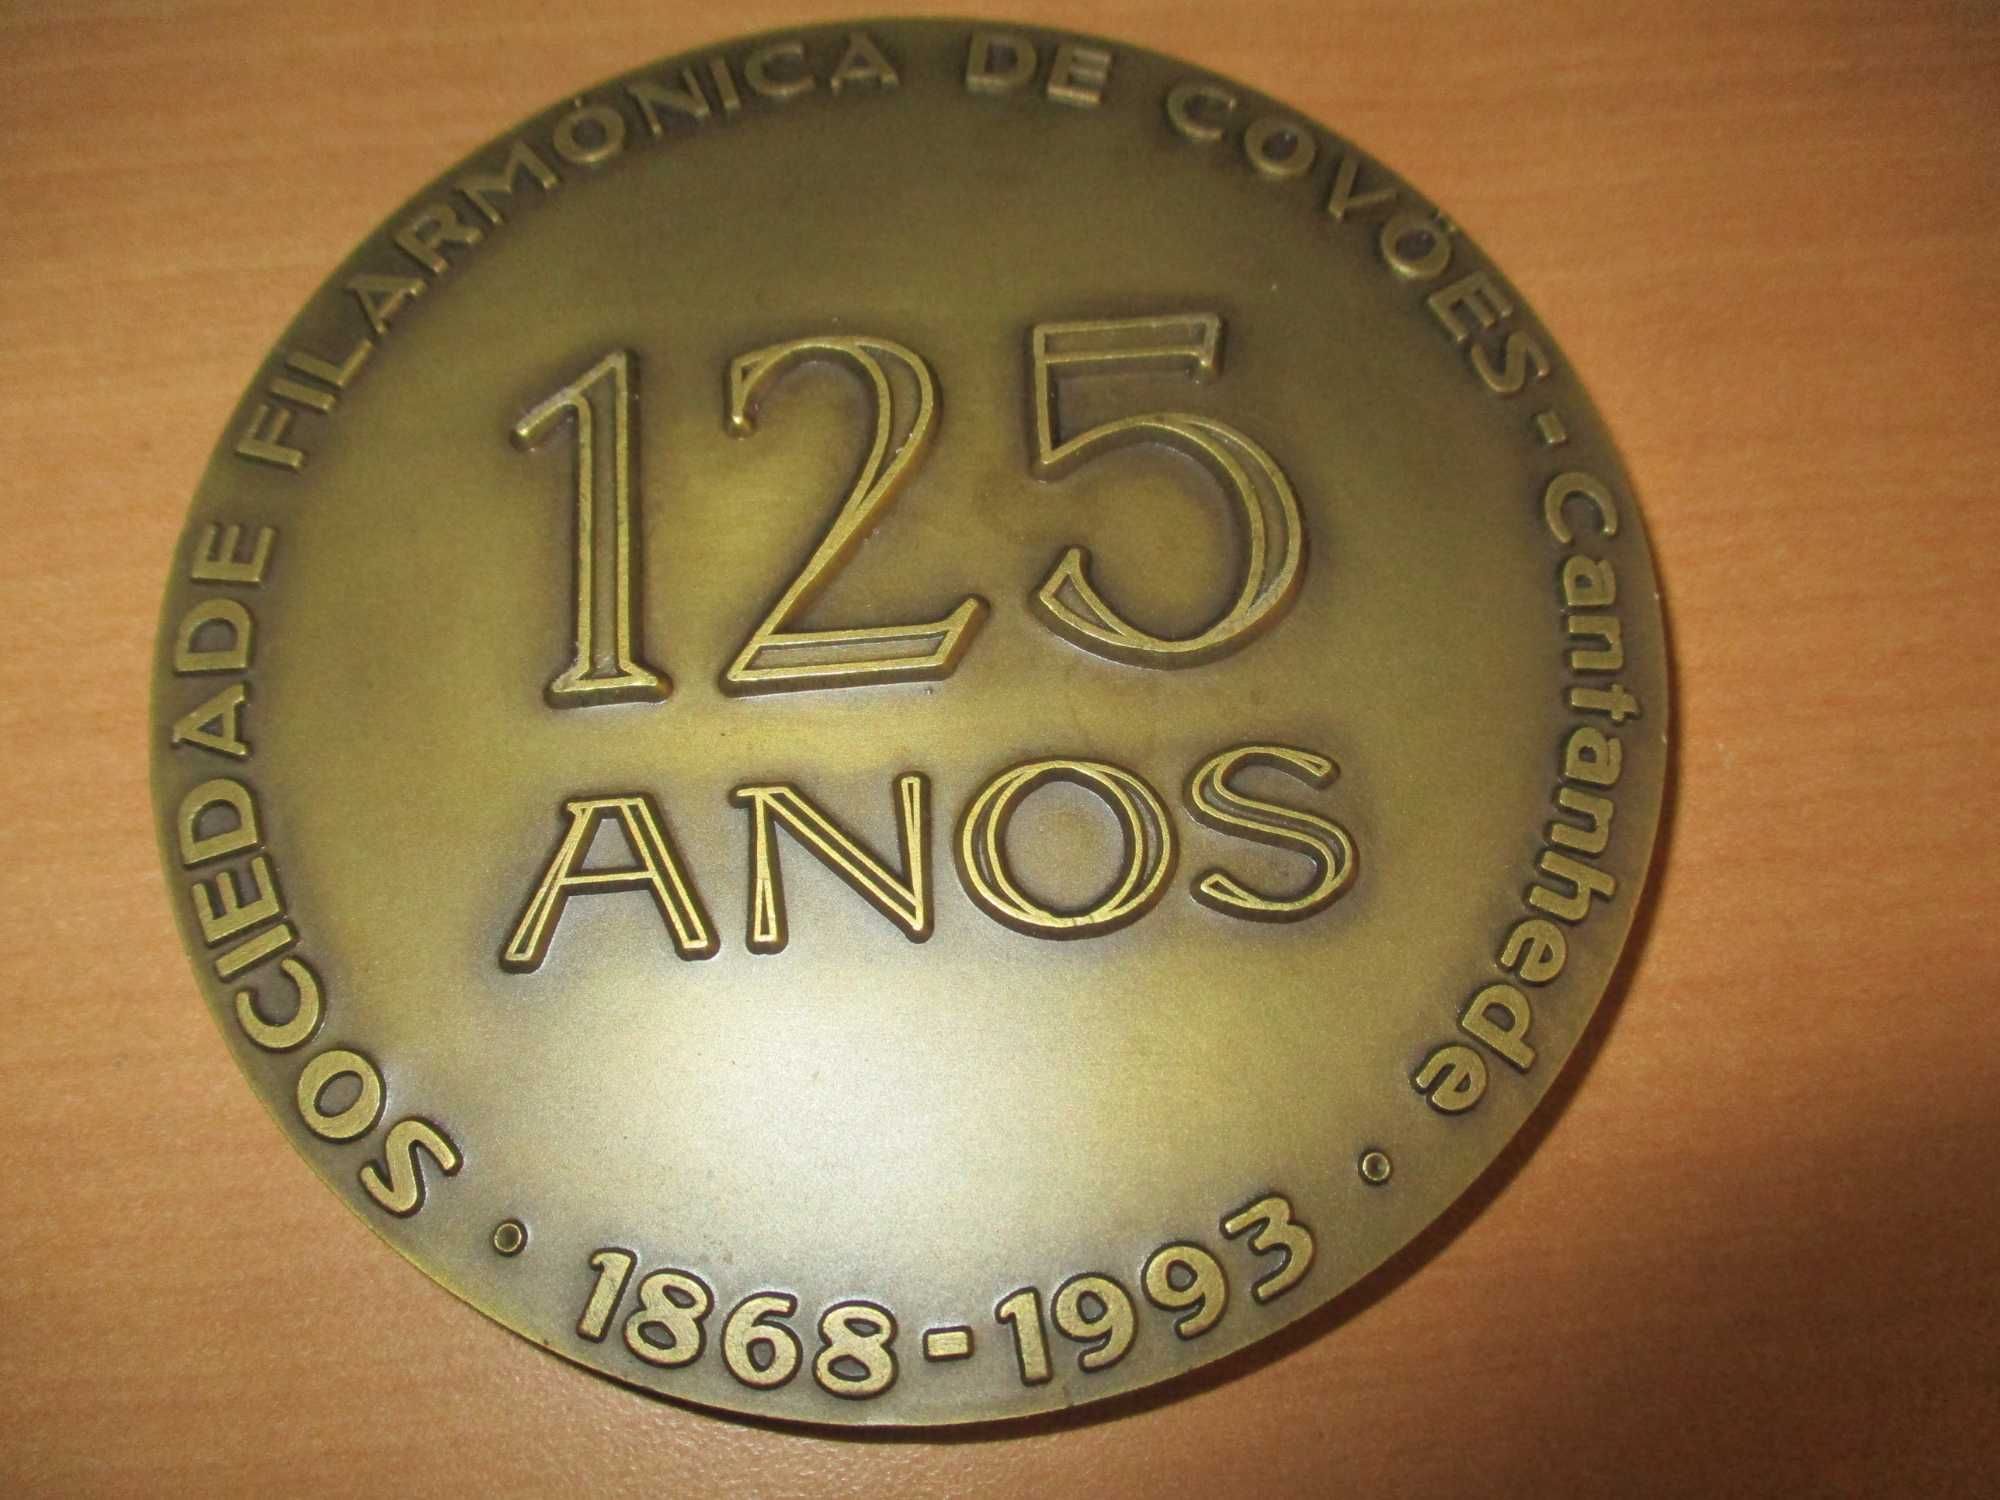 SOCIEDADE FILARMÓNICA DE COVÕES - Cantanhede
125
ANOS
• 1868-1993 •